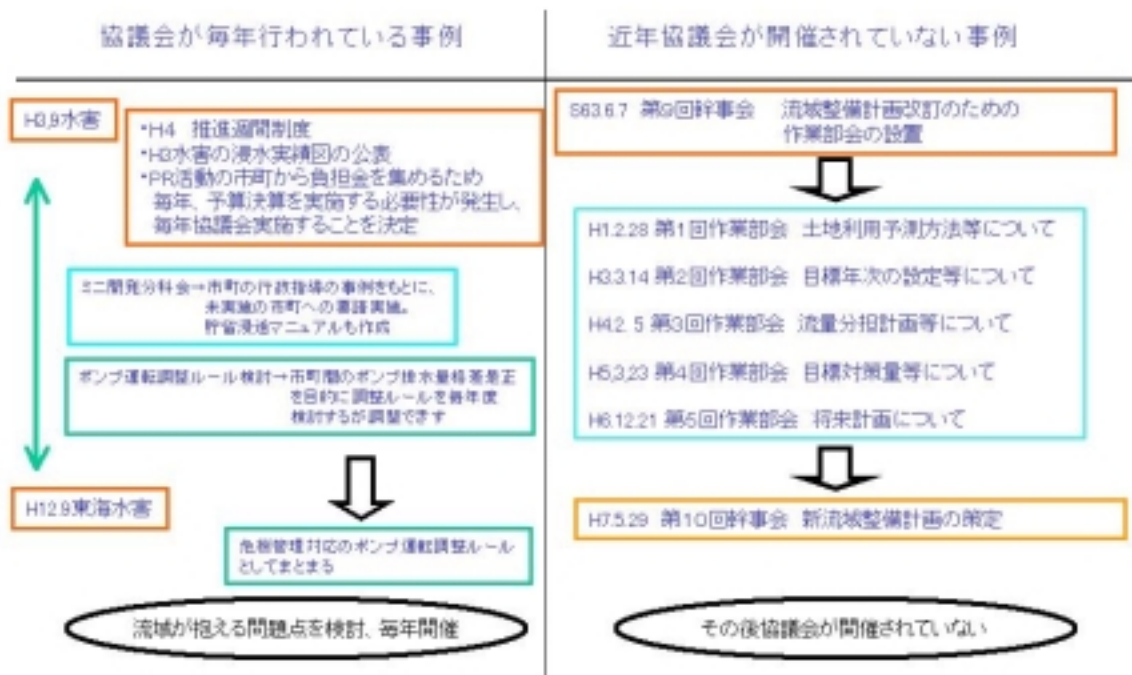 協議会が毎年行われている事例
H3,9水害
•H4　推進週間制度
•H3水害の浸水実績図の公表
•PR活動の市町から負担金を集めるため
毎年、予算決算を実施する必要性が発生し、
毎年協議会実施することを決定
ミニ開発分科会→市町の行政指導の事例をもとに、
未実施の市町への要請実施。
貯留浸透マニュアルも作成
ポンプ運転調整ルール検討→市町間のポンプ排水量格差是正
を目的に調整ルールを毎年度
検討するが調整できず
H12.9東海水害
危機管理対応のポンプ運転調整ルール
としてまとまる
流域が抱える問題点を検討、毎年開催
近年協議会が開催されていない事例
S63.6.7　第9回幹事会　流域整備計画改訂のための
作業部会の設置
H1.2.28 第1回作業部会　土地利用予測方法等について
H3.3.14 第2回作業部会　目標年次の設定等について
H4.2. 5 第3回作業部会　流量分担計画等について
H5,3,23 第4回作業部会　目標対策量等について
H6.12.21 第5回作業部会　将来計画について
H7.5.29　第10回幹事会　新流域整備計画の策定
その後協議会が開催されていない